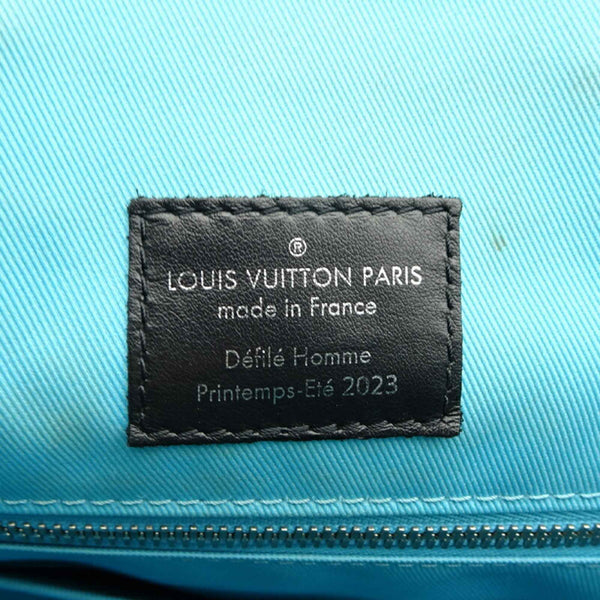 ®
LOUIS VUITTON PARIS
made in France
Défilé Homme
Printemps-Eté 2023